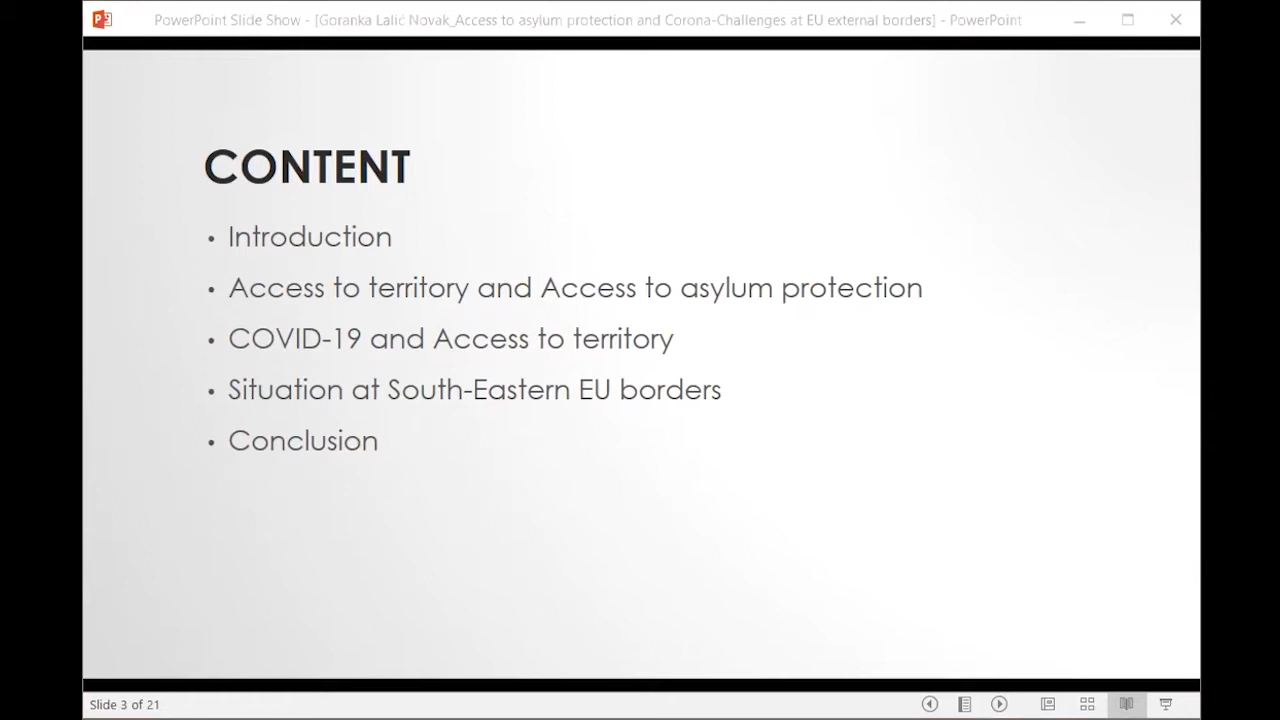 PowerPoint Slide Show - [Goranka Lalić Novak_Access to asylum protection and Corona-Challenges at EU external borders] - PowerPoint
CONTENT
• Introduction
• Access to territory and Access to asylum protection
• COVID-19 and Access to territory
• Situation at South-Eastern EU borders
• Conclusion
Slide 3 of 21